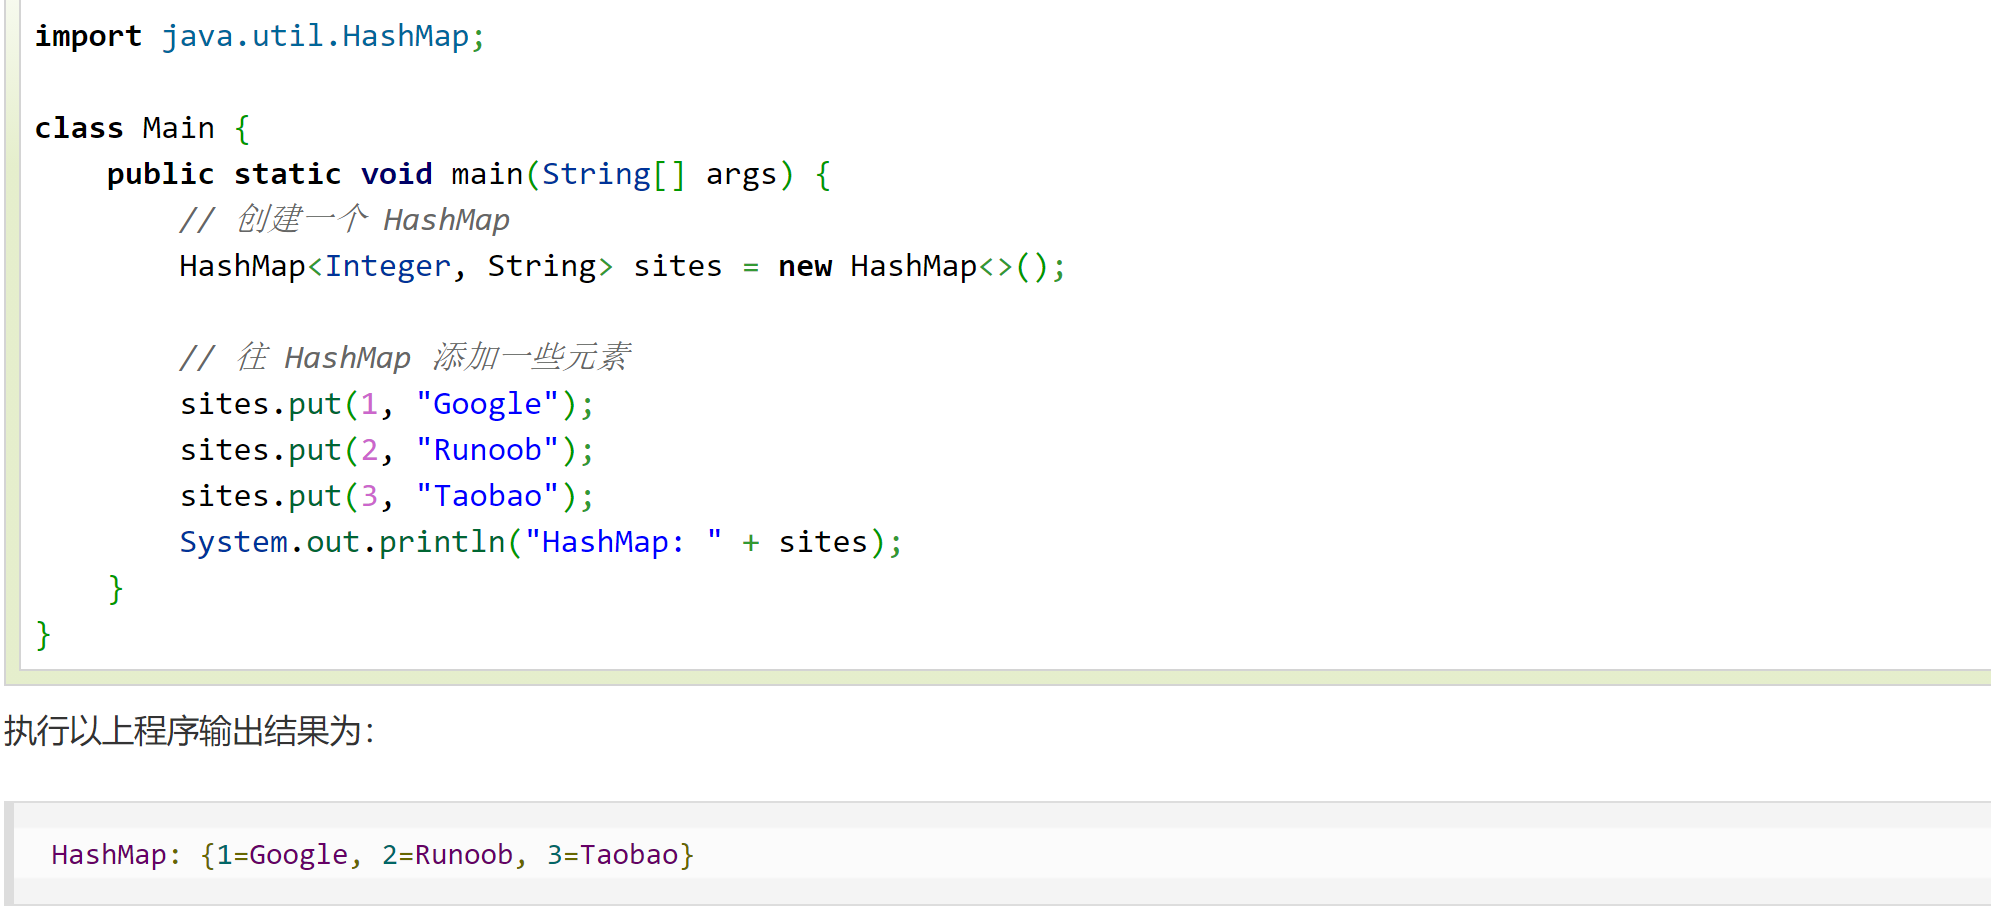 import java.util.HashMap;
class Main {
    public static void main(String[] args) {
        // 创建一个 HashMap
        HashMap<Integer, String> sites = new HashMap<>();
        // 往 HashMap 添加一些元素
        sites.put(1, "Google");
        sites.put(2, "Runoob");
        sites.put(3, "Taobao");
        System.out.println("HashMap: " + sites);
    }
}
执行以上程序输出结果为：
HashMap: {1=Google, 2=Runoob, 3=Taobao}